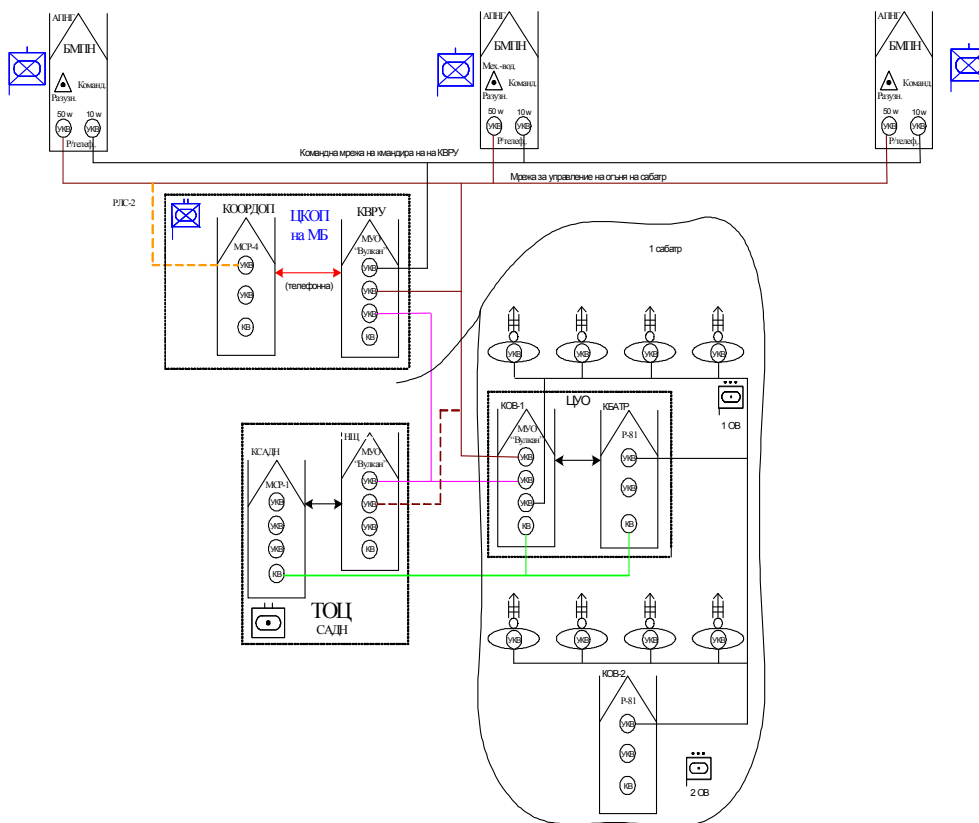 АПНГ
БМПН
Команд.
Разузн.
50 w 10 w
УКВ УКВ
Р/телеф.
АПНГ
БМПН
Мех.-вод.
Команд.
Разузн.
50 w 10 w
УКВ УКВ
Р/телеф.
АПНГ
БМПН
Команд.
Разузн.
50 w 10 w
УКВ УКВ
Р/телеф.
Командна мрежа на кмандира на на КВРУ
Мрежа за управление на огъня на сабатр
РЛС-2
КООРДОП
ЦКОП
на МБ
КВРУ
МСР-4
УКВ
УКВ
КВ
(телефонна)
МУО
“Вулкан”
УКВ
УКВ
УКВ
КВ
1 сабатр
УКВ УКВ УКВ УКВ
1 ОВ
ЦУО
КОВ-1
МУО
“Вулкан”
УКВ
УКВ
УКВ
КВ
КБАТР
Р-81
УКВ
УКВ
КВ
КСАДН
МСР-1
УКВ
УКВ
УКВ
КВ
НЩ
МУО
“Вулкан”
УКВ
УКВ
УКВ
КВ
ТОЦ
САДН
УКВ УКВ УКВ УКВ
КОВ-2
Р-81
УКВ
УКВ
КВ
2 ОВ